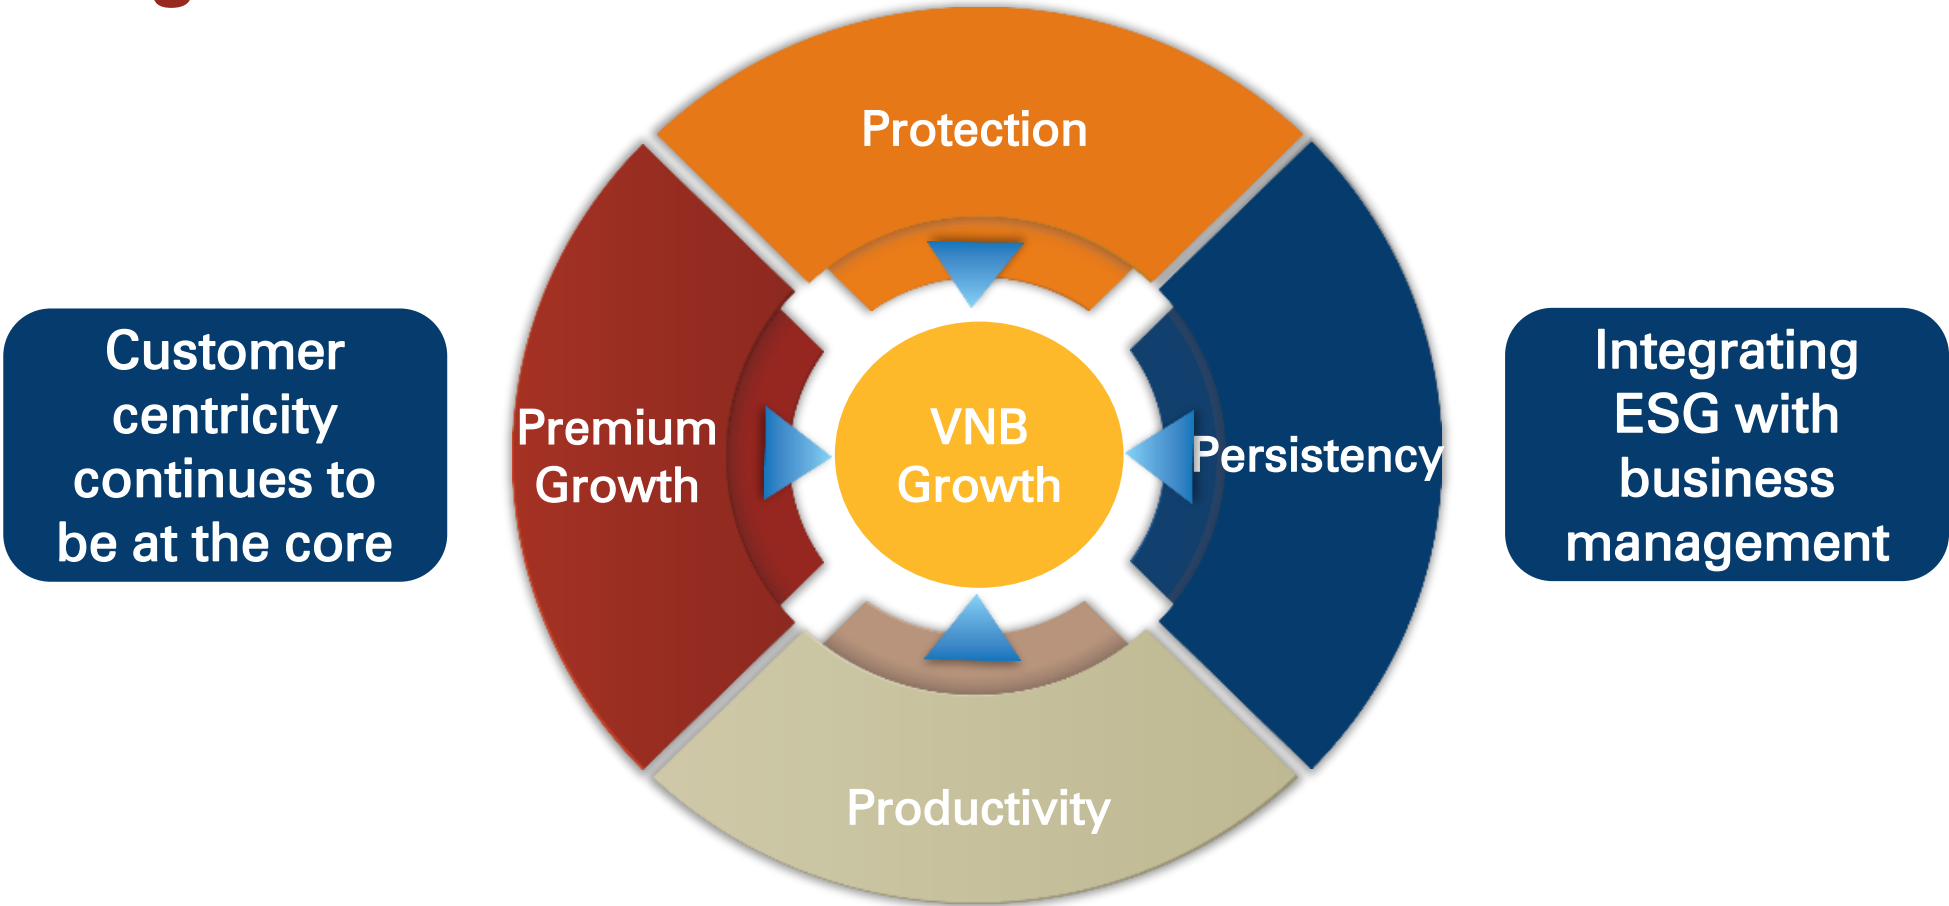 Protection
Customer
centricity
continues to
be at the core
Premium
Growth
VNB
Growth
Persistency
Integrating
ESG with
business
management
Productivity